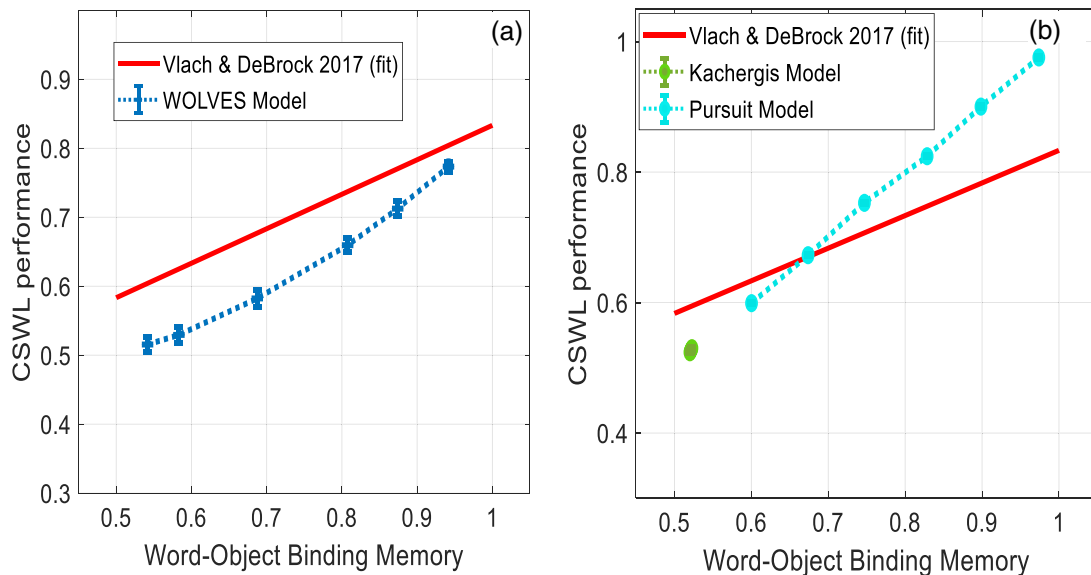 (a)
Vlach & DeBrock 2017 (fit)
WOLVES Model
CSWL performance
0.9
0.8
0.7
0.6
0.5
0.4
0.3
0.5
0.6
0.7
0.8
0.9
1
Word-Object Binding Memory
(b)
Vlach & DeBrock 2017 (fit)
Kachergis Model
Pursuit Model
CSWL performance
1
0.8
0.6
0.4
0.5
0.6
0.7
0.8
0.9
1
Word-Object Binding Memory